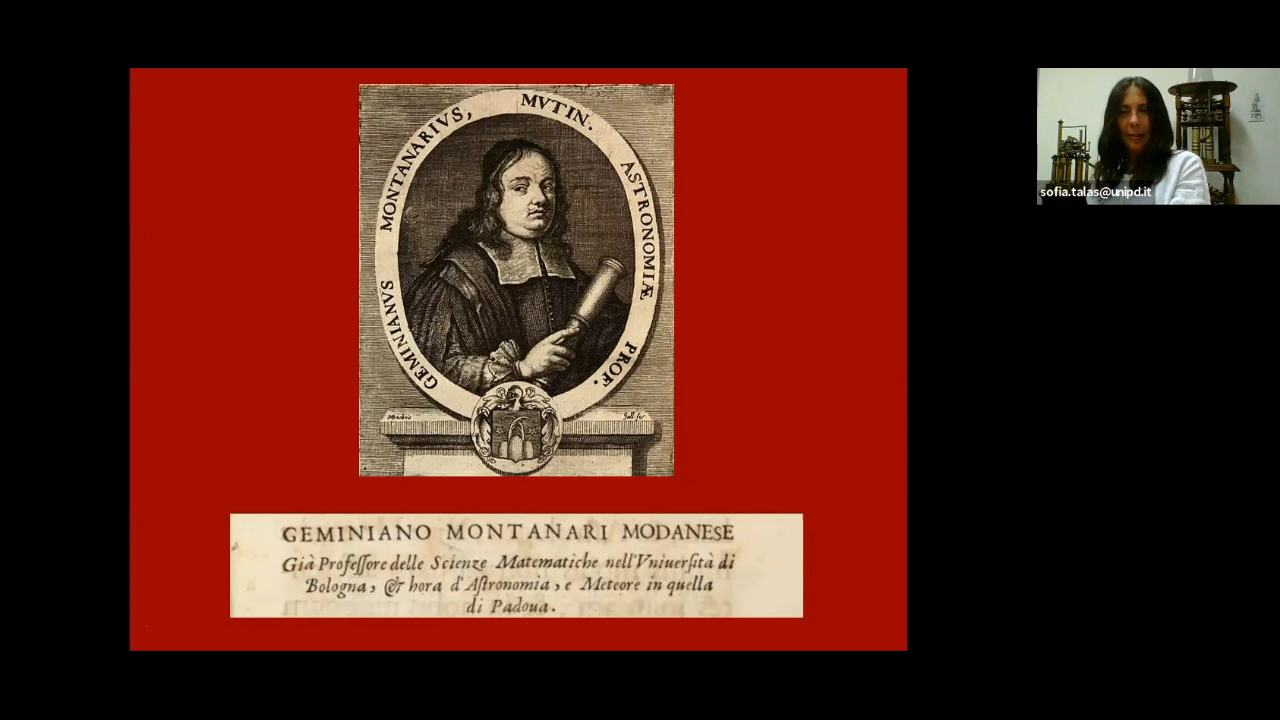 GEMINIANVS MONTANARIVS, MVTIN. ASTRONOMIÆ PROF.
GEMINIANO MONTANARI MODANESE
Già Profeſſore delle Scienze Matematiche nell'Vniuerſità di
Bologna, & hora d'Aſtronomia, e Meteore in quella
di Padoua.
sofia.talas@unipd.it